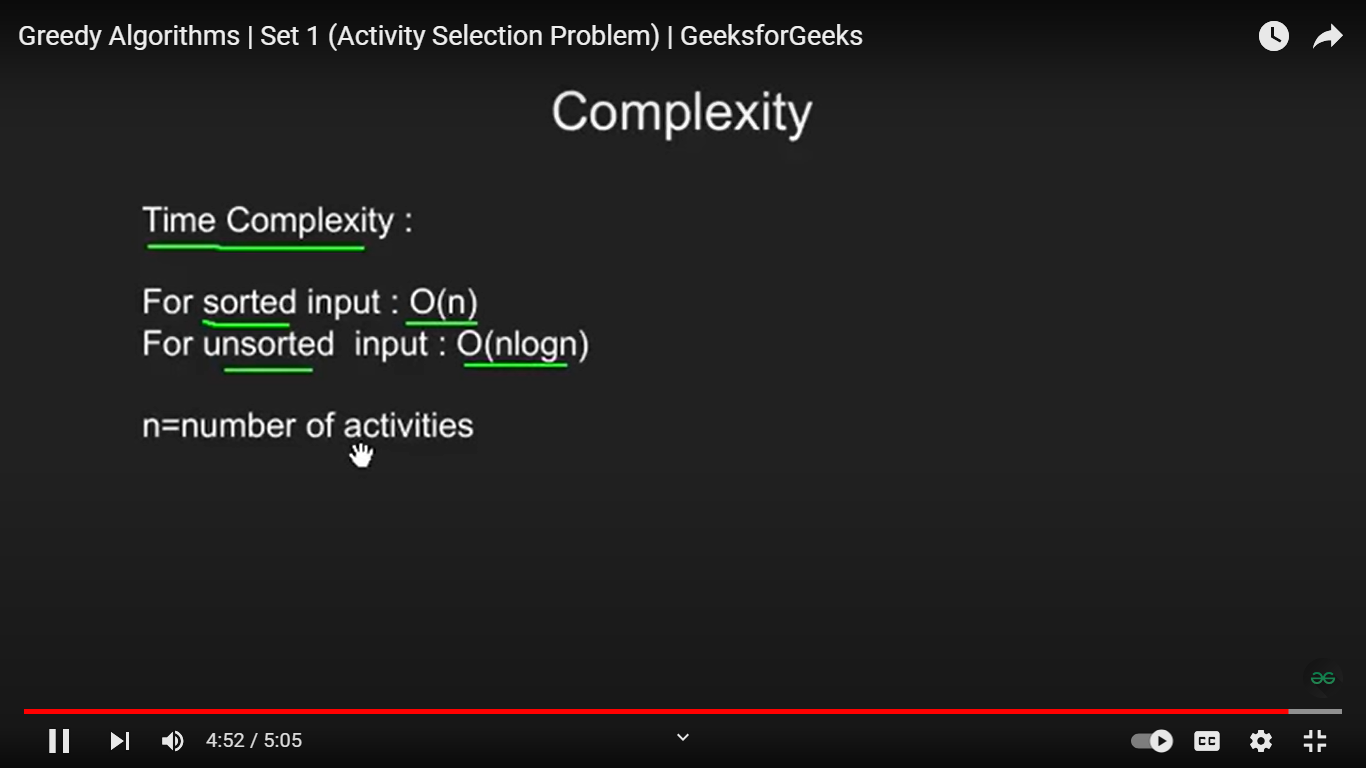 Greedy Algorithms | Set 1 (Activity Selection Problem) | GeeksforGeeks
Complexity
Time Complexity :
For sorted input : O(n)
For unsorted input : O(nlogn)
n=number of activities
4:52 / 5:05
CC